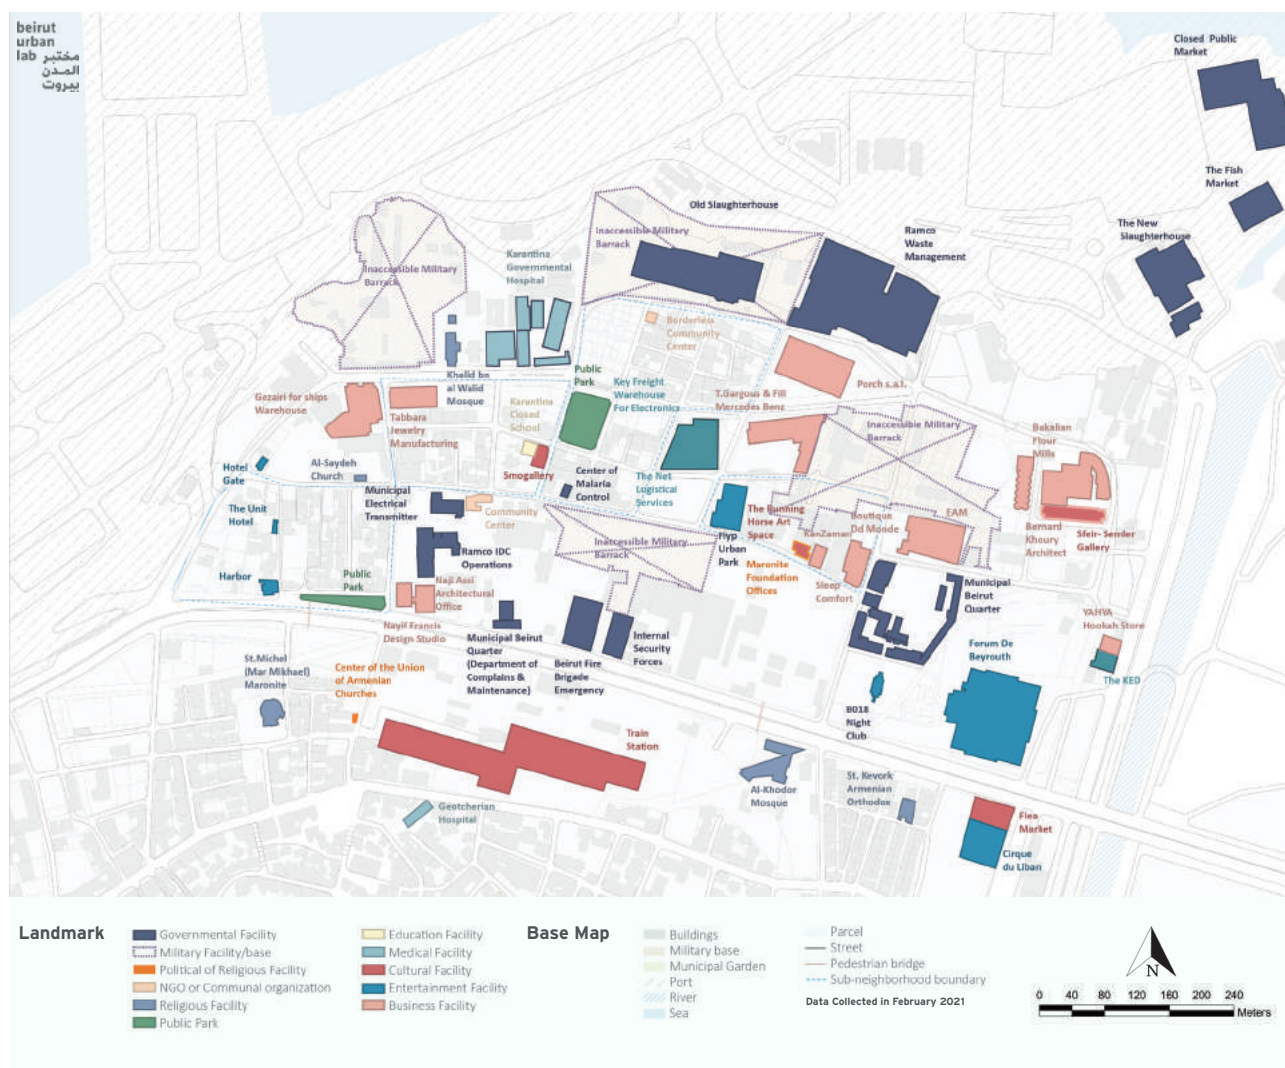 beirut
urban
lab مختبر
المدن
بيروت
Closed Public
Market
The Fish
Market
The New
Slaughterhouse
Old Slaughterhouse
Ramco
Waste
Management
Inaccessible Military
Barrack
Inaccessible Military
Barrack
Karantina
Governmental
Hospital
Borderless
Community
Center
Khalid bn
al Walid
Mosque
Public
Park
Key Freight
Warehouse
For Electronics
T.Gargous & Fill
Mercedes Benz
Porch s.a.l.
Gezairi for ships
Warehouse
Tabbara
Jewelry
Manufacturing
Karantina
Closed
School
Inaccessible Military
Barrack
Bakalian
Flour
Mills
Hotel
Gate
Al-Saydeh
Church
Smogallery
Center of
Malaria
Control
The Net
Logistical
Services
Municipal
Electrical
Transmitter
The Unit
Hotel
Community
Center
The Running
Horse Art
Space
KanZaman
Boutique
Dd Monde
EAM
Bernard
Khoury
Architect
Sfeir- Semler
Gallery
Inaccessible Military
Barrack
Hyp
Urban
Park
Ramco IDC
Operations
Maronite
Foundation
Offices
Sleep
Comfort
Harbor
Public
Park
Naji Assi
Architectural
Office
Municipal
Beirut
Quarter
Nayif Francis
Design Studio
Municipal Beirut
Quarter
(Department of
Complains &
Maintenance)
Beirut Fire
Brigade
Emergency
Internal
Security
Forces
YAHYA
Hookah Store
Forum De
Beyrouth
The KED
St.Michel
(Mar Mikhael)
Maronite
Center of the Union
of Armenian
Churches
B018
Night
Club
Train
Station
Al-Khodor
Mosque
St. Kevork
Armenian
Orthodox
Geotcherian
Hospital
Flea
Market
Cirque
du Liban
Landmark
Governmental Facility
Military Facility/base
Political of Religious Facility
NGO or Communal organization
Religious Facility
Public Park
Education Facility
Medical Facility
Cultural Facility
Entertainment Facility
Business Facility
Base Map
Buildings
Military base
Municipal Garden
Port
River
Sea
Parcel
Street
Pedestrian bridge
Sub-neighborhood boundary
Data Collected in February 2021
N
0 40 80 120 160 200 240
Meters